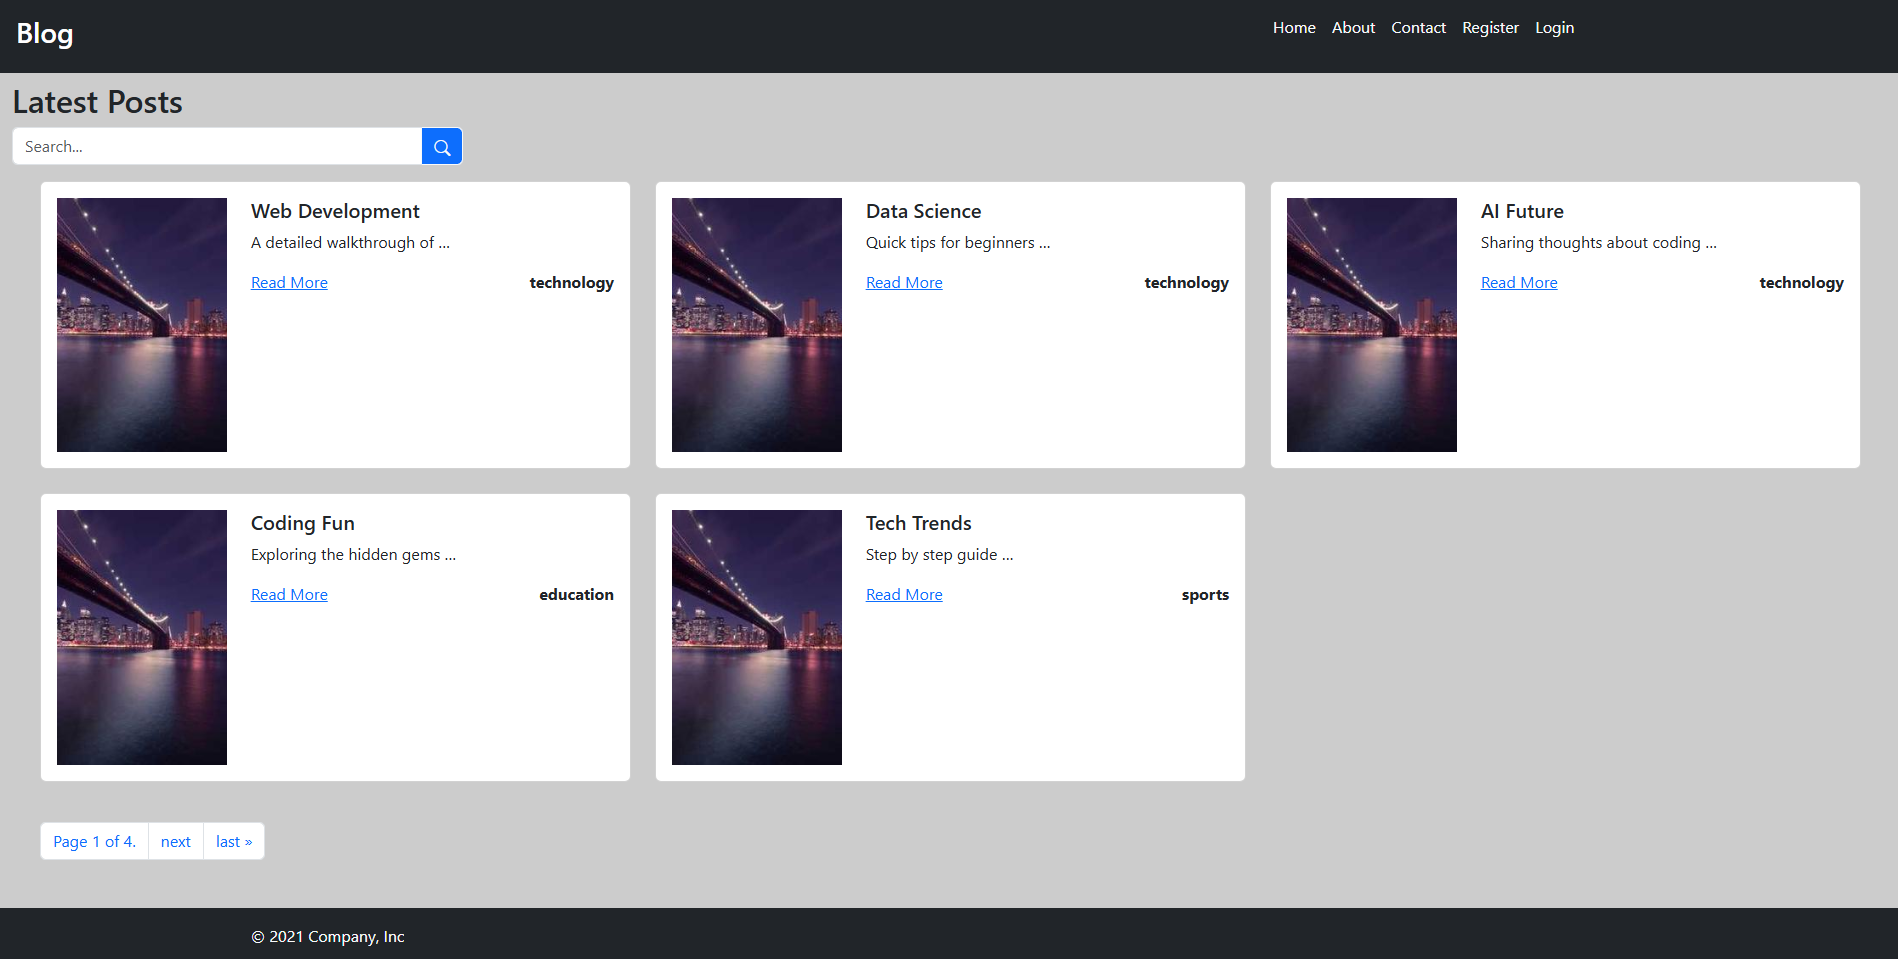 Blog
Home About Contact Register Login
Latest Posts
Search...
Web Development
A detailed walkthrough of ...
Read More technology
Data Science
Quick tips for beginners ...
Read More technology
AI Future
Sharing thoughts about coding ...
Read More technology
Coding Fun
Exploring the hidden gems ...
Read More education
Tech Trends
Step by step guide ...
Read More sports
Page 1 of 4. next last »
© 2021 Company, Inc